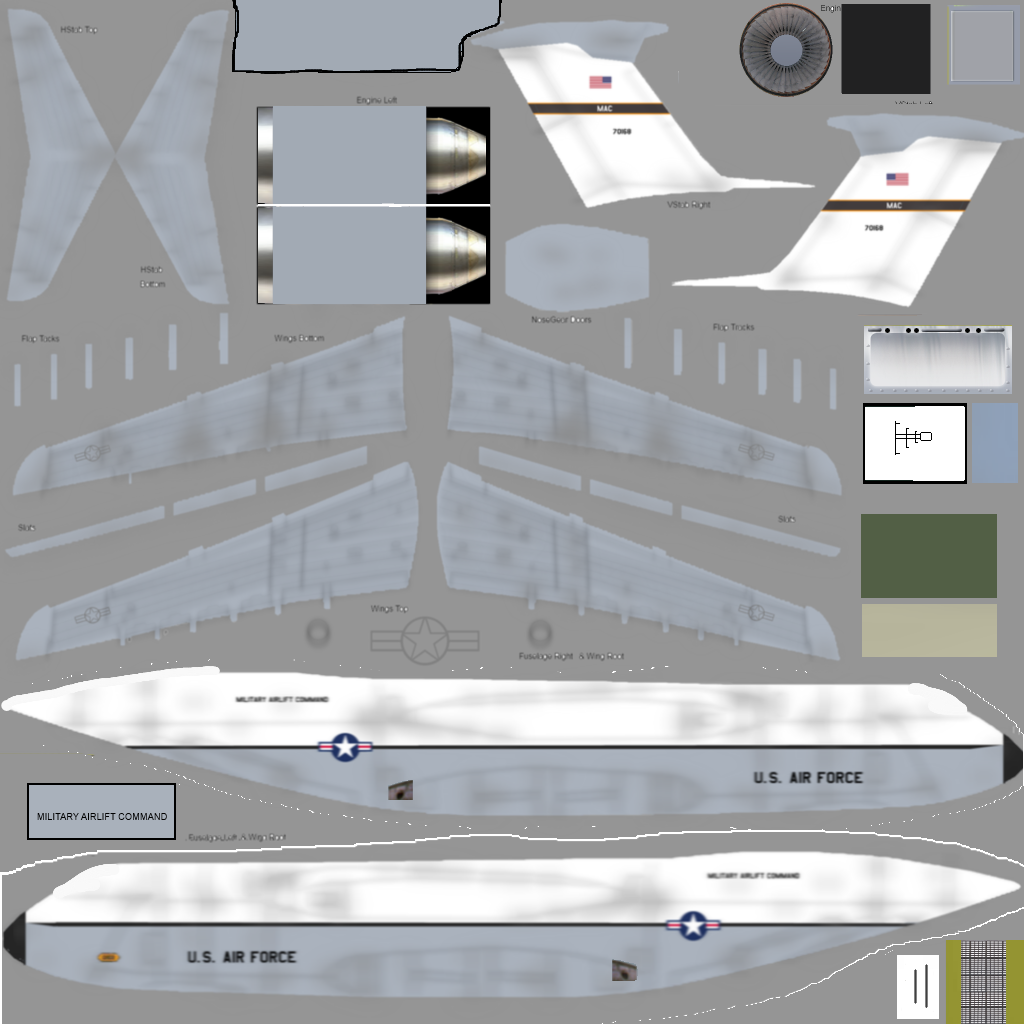 HStab Top
Engine
Engine Left
MAC
70168
VStab Right
MAC
70168
HStab
Bottom
NoseGear Doors
Flap Tracks
Wings Bottom
Flap Tracks
Slats
Slats
Wings Top
Fuselage Right & Wing Root
MILITARY AIRLIFT COMMAND
U.S. AIR FORCE
MILITARY AIRLIFT COMMAND
Fuselage Left & Wing Root
MILITARY AIRLIFT COMMAND
U.S. AIR FORCE